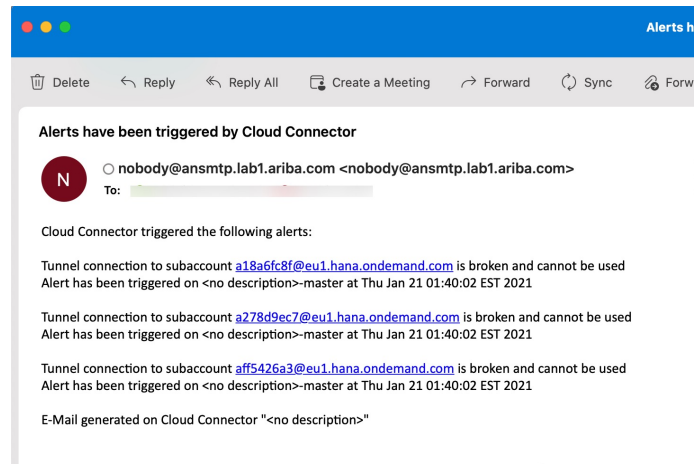 Alerts h
Delete Reply Reply All Create a Meeting Forward Sync Forw
Alerts have been triggered by Cloud Connector
N
nobody@ansmtp.lab1.ariba.com <nobody@ansmtp.lab1.ariba.com>
To:
Cloud Connector triggered the following alerts:
Tunnel connection to subaccount a18a6fc8f@eu1.hana.ondemand.com is broken and cannot be used
Alert has been triggered on <no description>-master at Thu Jan 21 01:40:02 EST 2021
Tunnel connection to subaccount a278d9ec7@eu1.hana.ondemand.com is broken and cannot be used
Alert has been triggered on <no description>-master at Thu Jan 21 01:40:02 EST 2021
Tunnel connection to subaccount aff5426a3@eu1.hana.ondemand.com is broken and cannot be used
Alert has been triggered on <no description>-master at Thu Jan 21 01:40:02 EST 2021
E-Mail generated on Cloud Connector "<no description>"